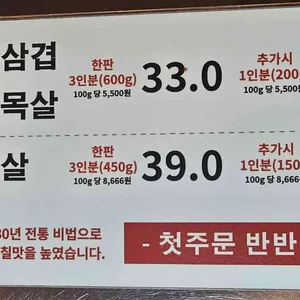 삼겹
목살
한판
3인분(600g)
100g 당 5,500원
33.0
추가시
1인분(200
100g 당 5,500
살
한판
3인분(450g)
100g 당 8,666원
39.0
추가시
1인분(150
100g 당 8,666
30년 전통 비법으로
칠맛을 높였습니다.
- 첫주문 반반